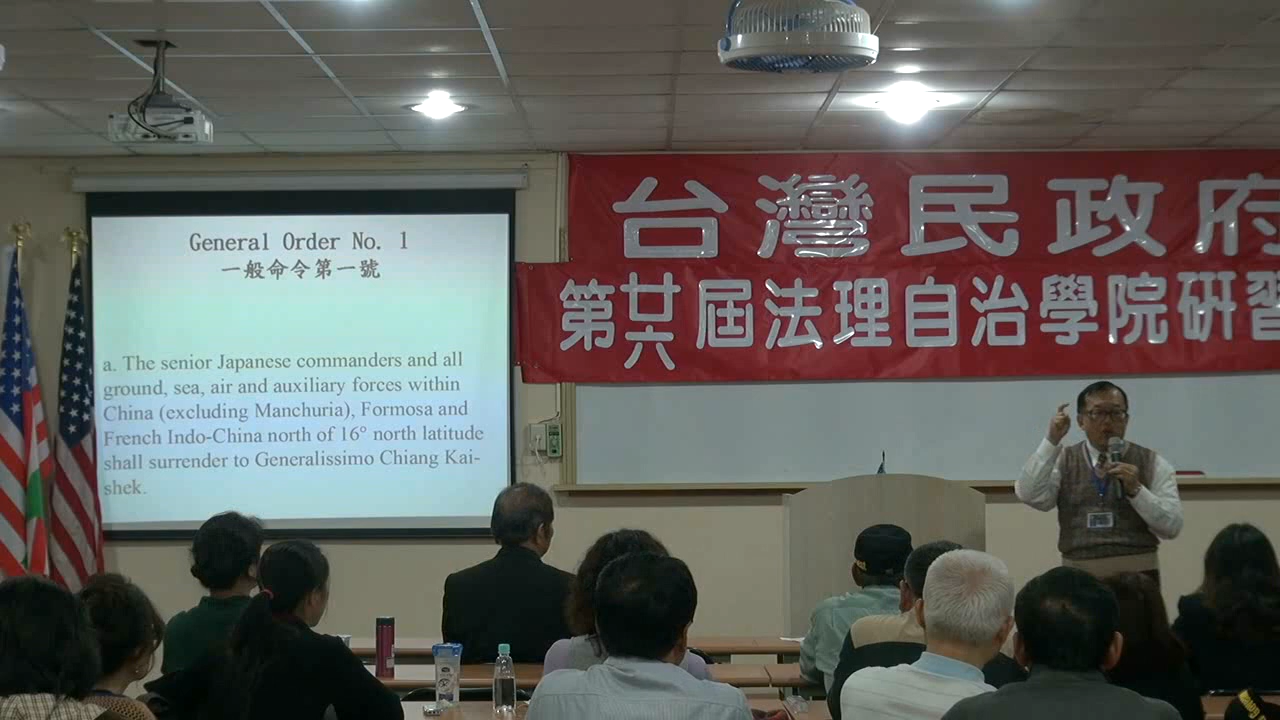 General Order No. 1
一般命令第一號
a. The senior Japanese commanders and all
ground, sea, air and auxiliary forces within
China (excluding Manchuria), Formosa and
French Indo-China north of 16° north latitude
shall surrender to Generalissimo Chiang Kai-
shek.
台灣民政府
第廿六屆法理自治學院研習